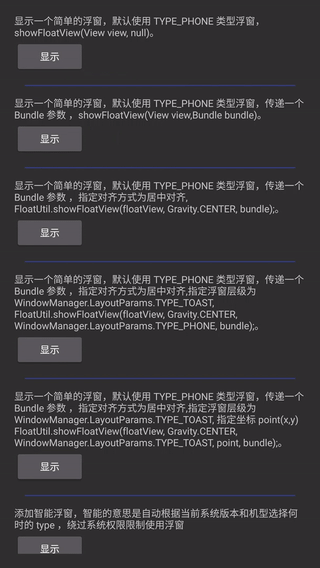 显示一个简单的浮窗，默认使用 TYPE_PHONE 类型浮窗，
showFloatView(View view, null)。
显示
显示一个简单的浮窗，默认使用 TYPE_PHONE 类型浮窗，传递一个
Bundle 参数 ，showFloatView(View view,Bundle bundle)。
显示
显示一个简单的浮窗，默认使用 TYPE_PHONE 类型浮窗，传递一个
Bundle 参数 ，指定对齐方式为居中对齐,
FloatUtil.showFloatView(floatView, Gravity.CENTER, bundle);。
显示
显示一个简单的浮窗，默认使用 TYPE_PHONE 类型浮窗，传递一个
Bundle 参数 ，指定对齐方式为居中对齐,指定浮窗层级为
WindowManager.LayoutParams.TYPE_TOAST,
FloatUtil.showFloatView(floatView, Gravity.CENTER,
WindowManager.LayoutParams.TYPE_PHONE, bundle);。
显示
显示一个简单的浮窗，默认使用 TYPE_PHONE 类型浮窗，传递一个
Bundle 参数 ，指定对齐方式为居中对齐,指定浮窗层级为
WindowManager.LayoutParams.TYPE_TOAST, 指定坐标 point(x,y)
FloatUtil.showFloatView(floatView, Gravity.CENTER,
WindowManager.LayoutParams.TYPE_TOAST, point, bundle);。
显示
添加智能浮窗，智能的意思是自动根据当前系统版本和机型选择何
时的 type ，绕过系统权限限制使用浮窗
显示